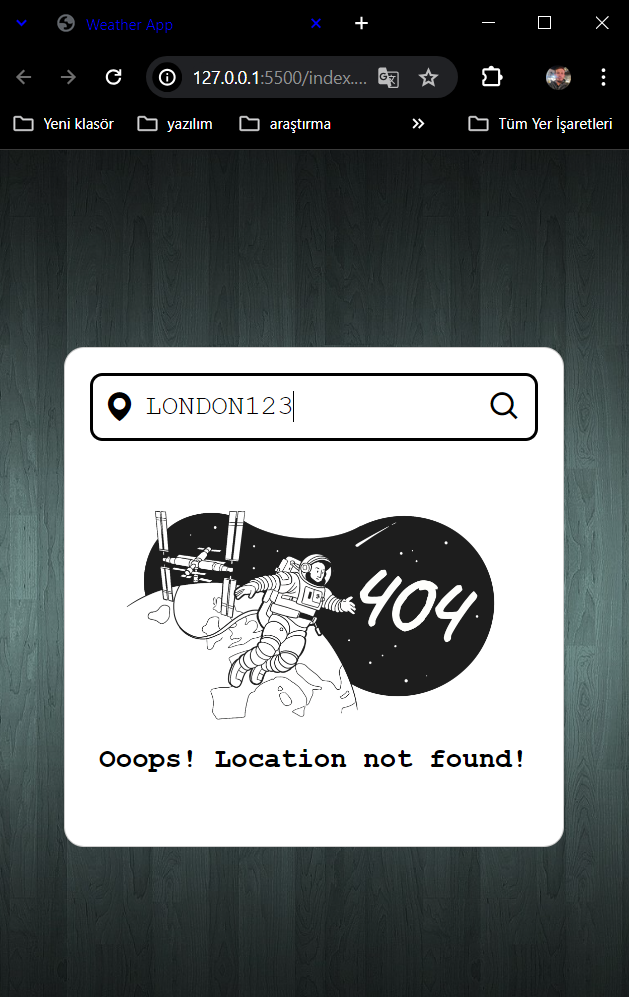 Weather App
127.0.0.1:5500/index....
Yeni klasör
yazılım
araştırma
Tüm Yer İşaretleri
LONDON123
404
Ooops! Location not found!